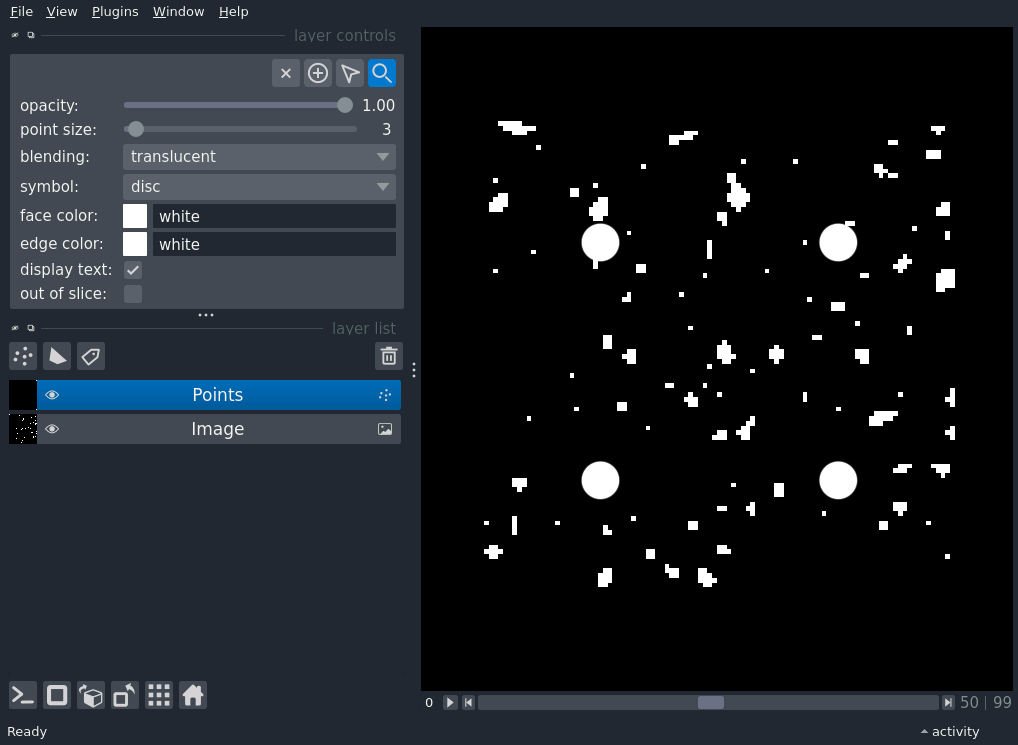 File View Plugins Window Help
layer controls
opacity: 1.00
point size: 3
blending: translucent
symbol: disc
face color: white
edge color: white
display text:
out of slice:
layer list
Points
Image
0 50 | 99
Ready activity